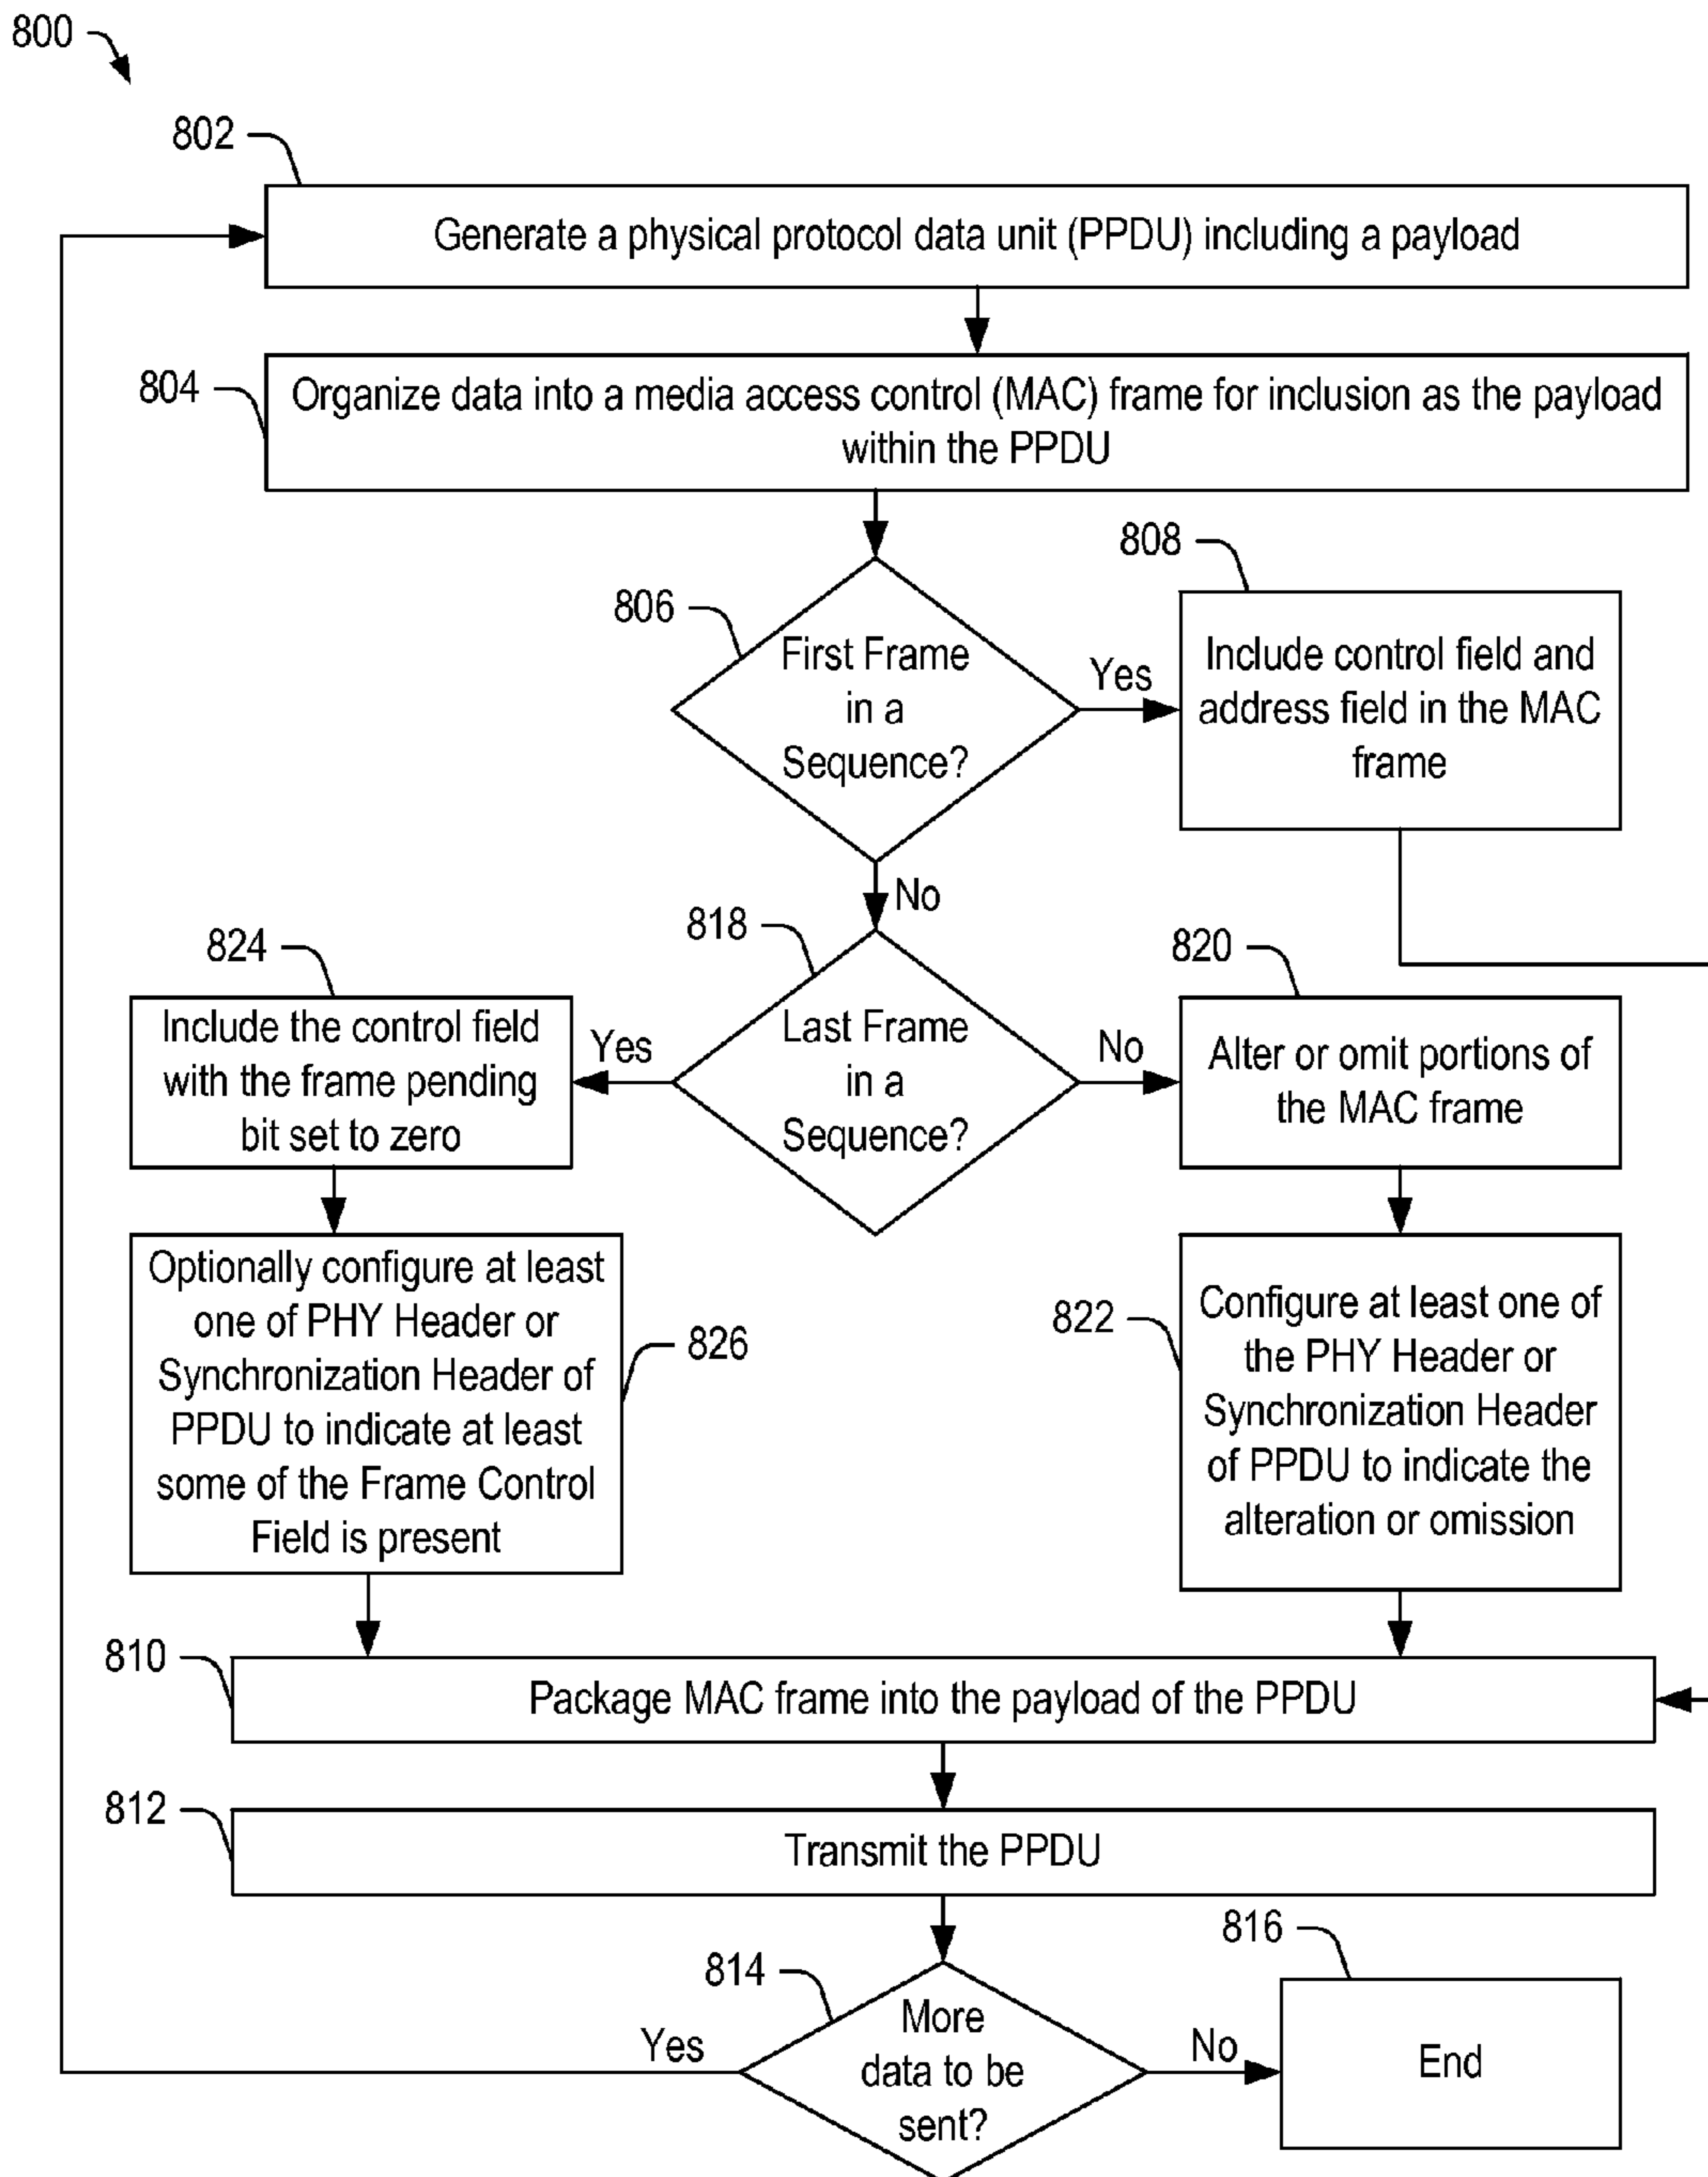 800
802
Generate a physical protocol data unit (PPDU) including a payload
804
Organize data into a media access control (MAC) frame for inclusion as the payload
within the PPDU
806
First Frame
in a
Sequence?
Yes
808
Include control field and
address field in the MAC
frame
No
818
Last Frame
in a
Sequence?
Yes
No
824
Include the control field
with the frame pending
bit set to zero
820
Alter or omit portions of
the MAC frame
Optionally configure at least
one of PHY Header or
Synchronization Header of
PPDU to indicate at least
some of the Frame Control
Field is present
826
822
Configure at least one of
the PHY Header or
Synchronization Header
of PPDU to indicate the
alteration or omission
810
Package MAC frame into the payload of the PPDU
812
Transmit the PPDU
814
More
data to be
sent?
Yes
No
816
End